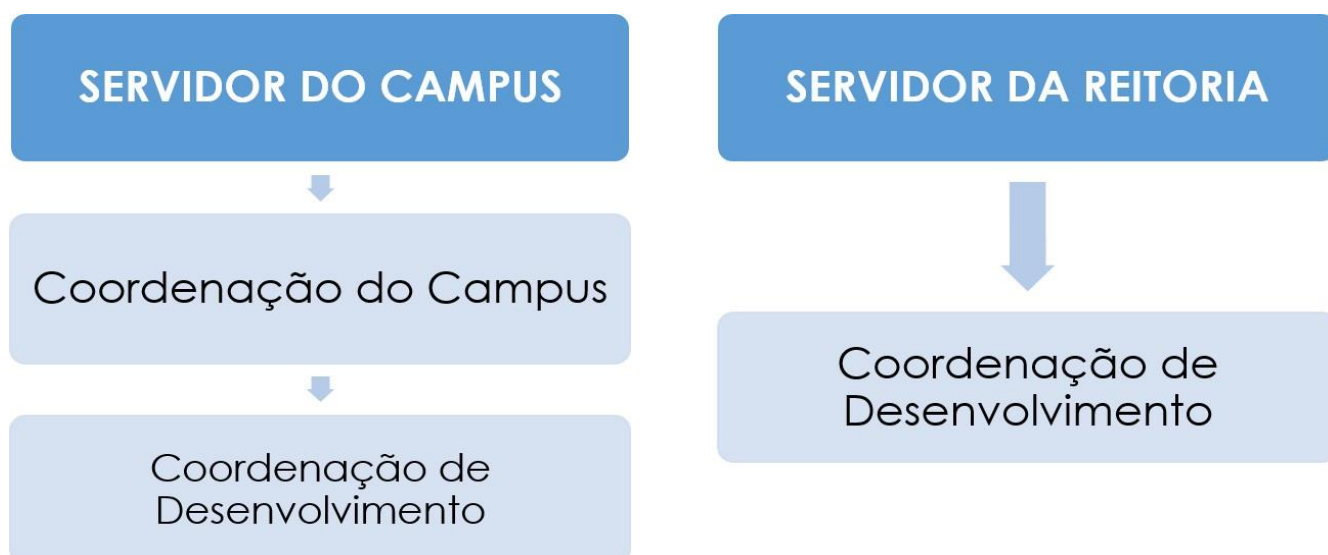 SERVIDOR DO CAMPUS
Coordenação do Campus
Coordenação de
Desenvolvimento
SERVIDOR DA REITORIA
Coordenação de
Desenvolvimento